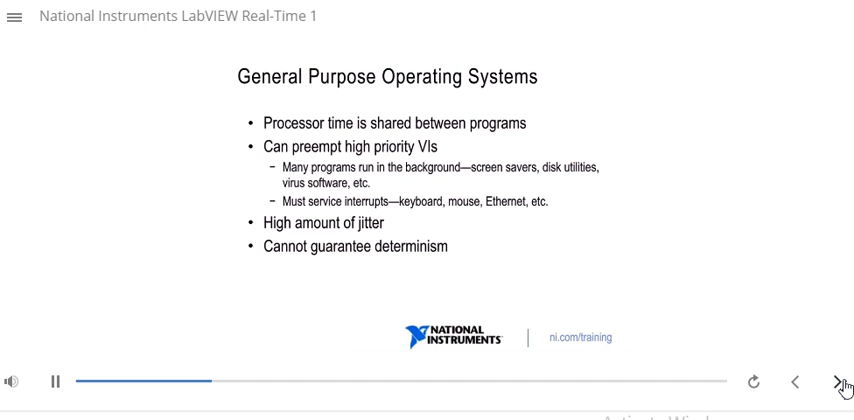 National Instruments LabVIEW Real-Time 1
General Purpose Operating Systems
• Processor time is shared between programs
• Can preempt high priority VIs
– Many programs run in the background—screen savers, disk utilities,
virus software, etc.
– Must service interrupts—keyboard, mouse, Ethernet, etc.
• High amount of jitter
• Cannot guarantee determinism
NATIONAL
INSTRUMENTS
ni.com/training